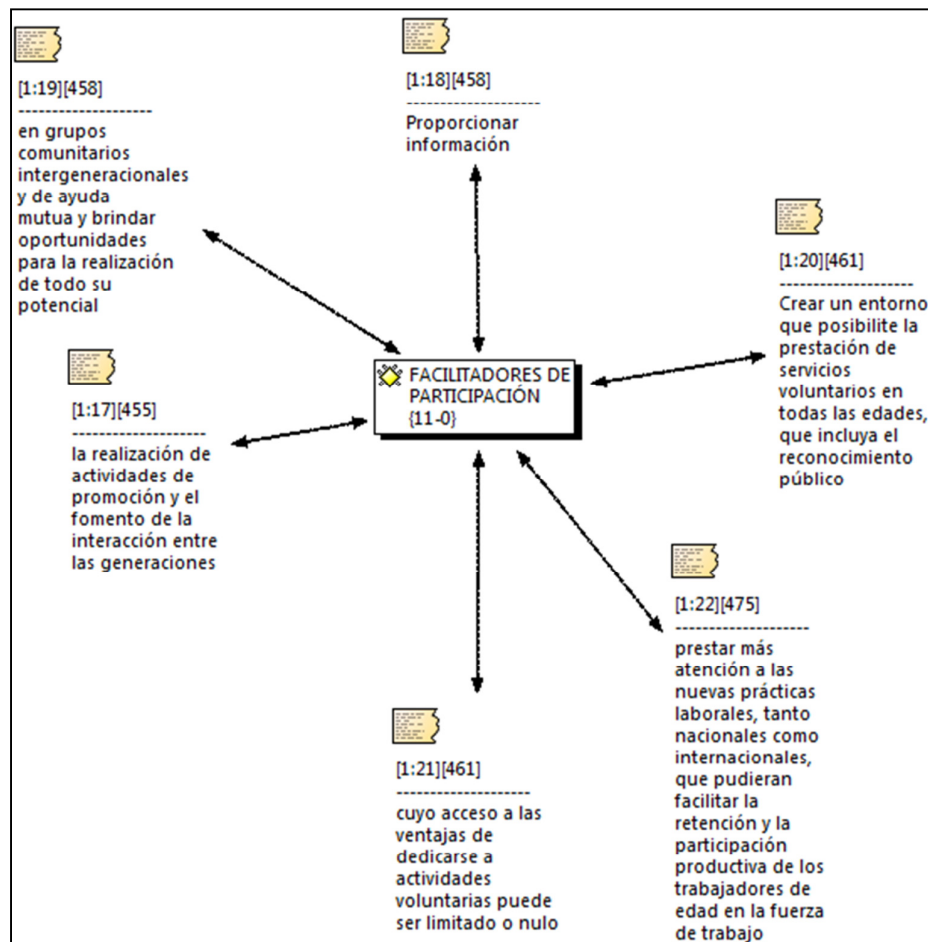 [1:19][458]
--------------------
en grupos
comunitarios
intergeneracionales
y de ayuda
mutua y brindar
oportunidades
para la realización
de todo su
potencial
[1:18][458]
--------------------
Proporcionar
información
[1:20][461]
--------------------
Crear un entorno
que posibilite la
prestación de
servicios
voluntarios en
todas las edades,
que incluya el
reconocimiento
público
[1:17][455]
--------------------
la realización de
actividades de
promoción y el
fomento de la
interacción entre
las generaciones
FACILITADORES DE
PARTICIPACIÓN
{11-0}
[1:22][475]
--------------------
prestar más
atención a las
nuevas prácticas
laborales, tanto
nacionales como
internacionales,
que pudieran
facilitar la
retención y la
participación
productiva de los
trabajadores de
edad en la fuerza
de trabajo
[1:21][461]
--------------------
cuyo acceso a las
ventajas de
dedicarse a
actividades
voluntarias puede
ser limitado o nulo